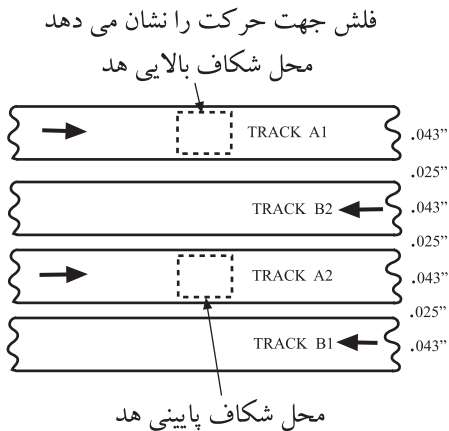 فلش جهت حرکت را نشان می دهد
محل شکاف بالایی هد
TRACK A1
.043”
.025”
TRACK B2
.043”
.025”
TRACK A2
.043”
.025”
TRACK B1
.043”
محل شکاف پایینی هد